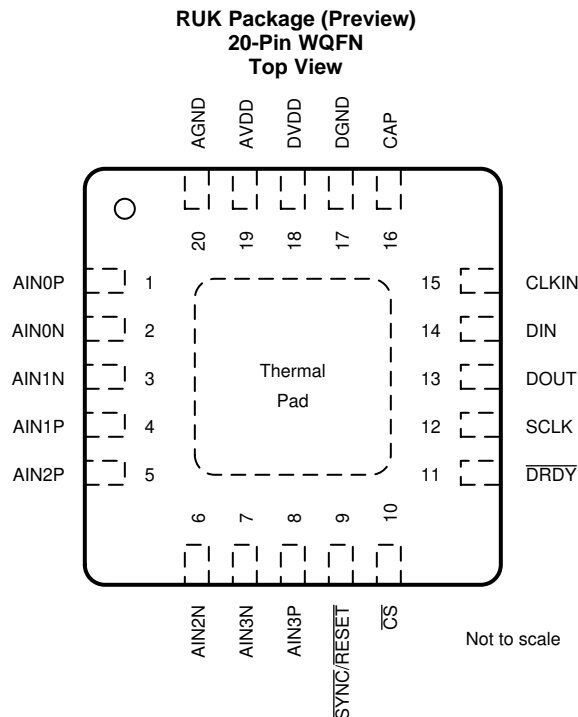 RUK Package (Preview)
20-Pin WQFN
Top View
AGND
AVDD
DVDD
DGND
CAP
20
19
18
17
16
AIN0P
1
15
CLKIN
AIN0N
2
14
DIN
AIN1N
3
Thermal
Pad
13
DOUT
AIN1P
4
12
SCLK
AIN2P
5
11
DRDY
6
7
8
9
10
AIN2N
AIN3N
AIN3P
SYNC/RESET
CS
Not to scale